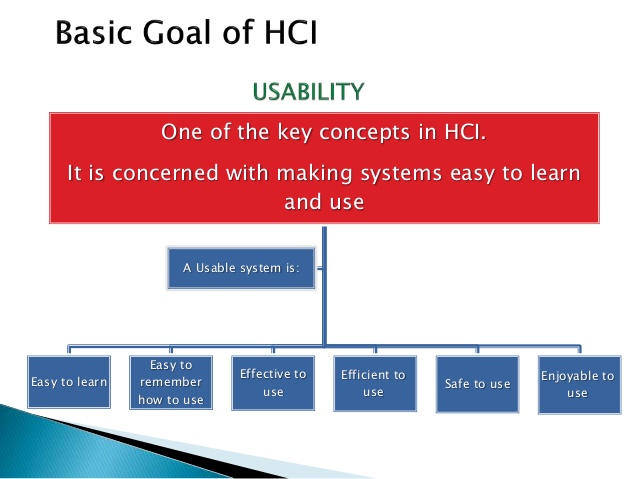 Basic Goal of HCI
USABILITY
One of the key concepts in HCI.
It is concerned with making systems easy to learn
and use
A Usable system is:
Easy to learn
Easy to
remember
how to use
Effective to
use
Efficient to
use
Safe to use
Enjoyable to
use